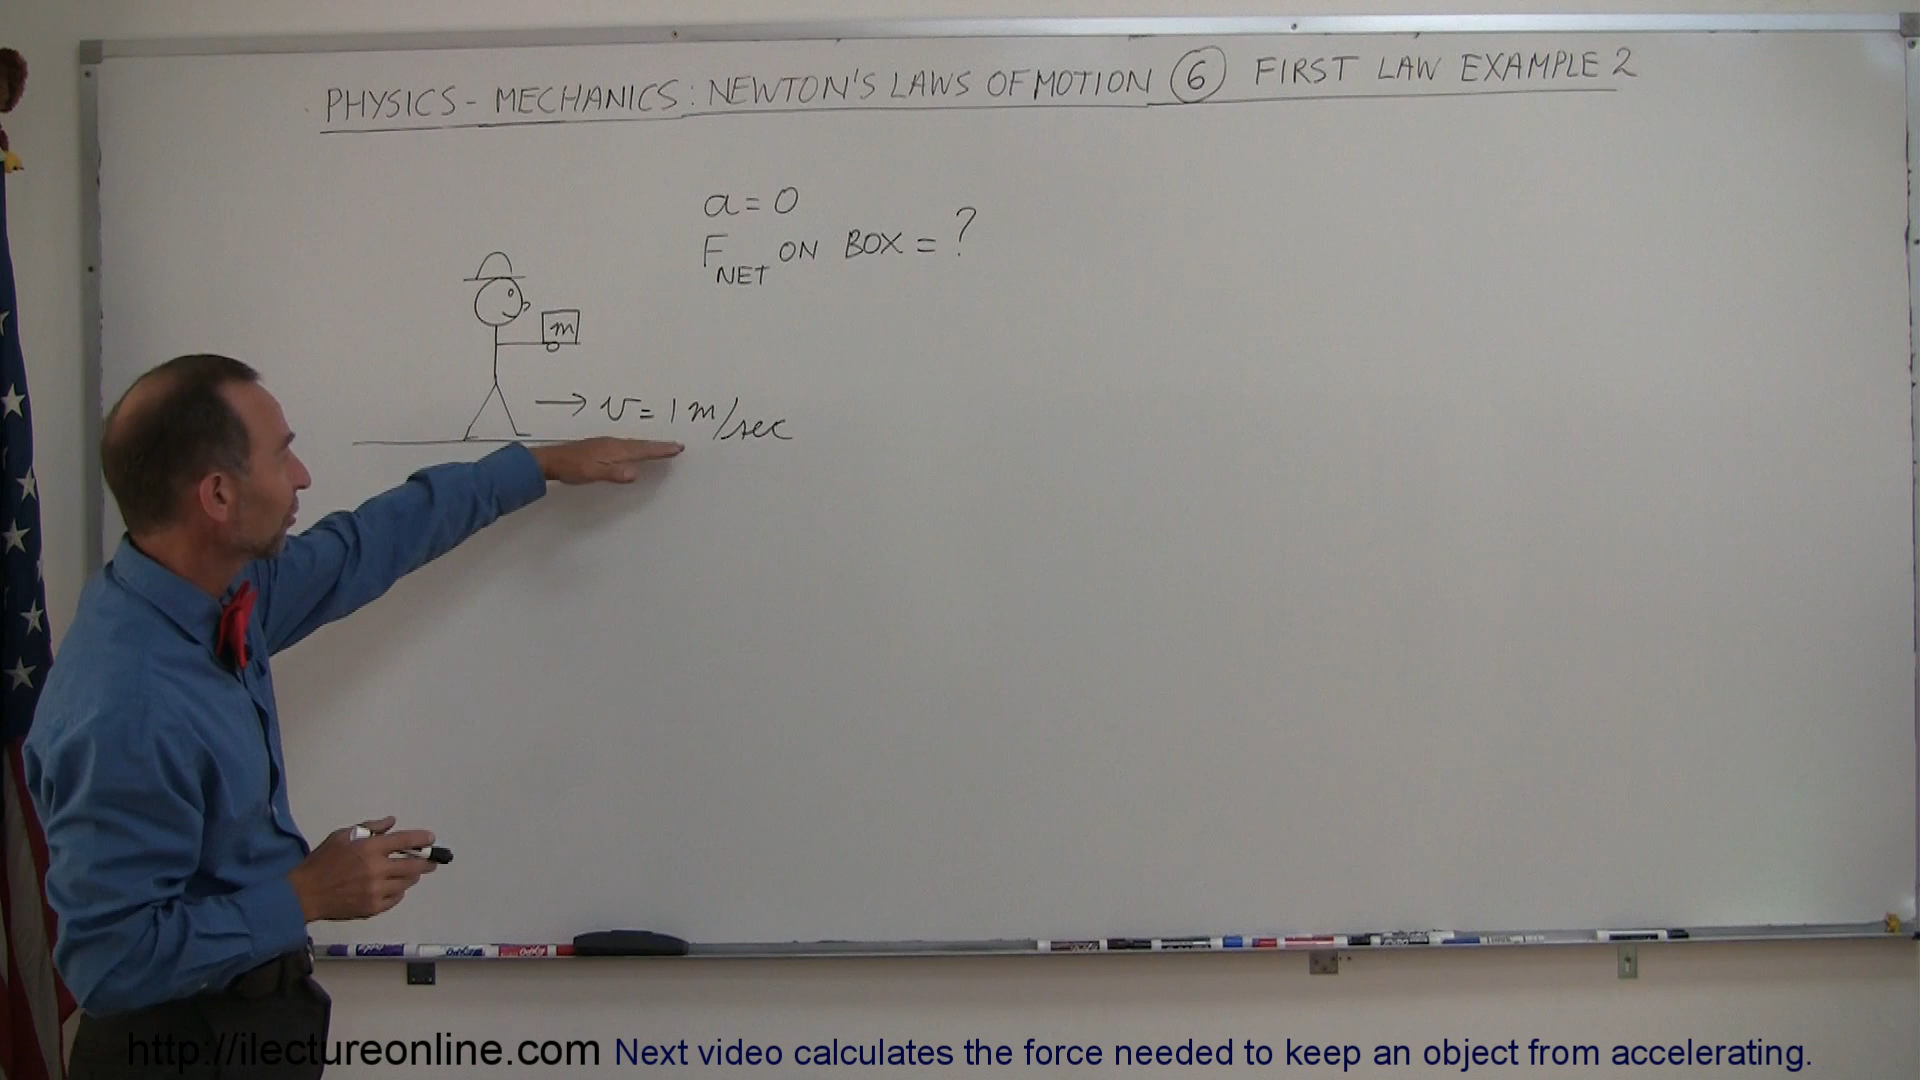 PHYSICS - MECHANICS: NEWTON'S LAWS OF MOTION 6 FIRST LAW EXAMPLE 2
a = 0
F NET ON BOX = ?
m
→ v = 1 m/sec
http://ilectureonline.com Next video calculates the force needed to keep an object from accelerating.